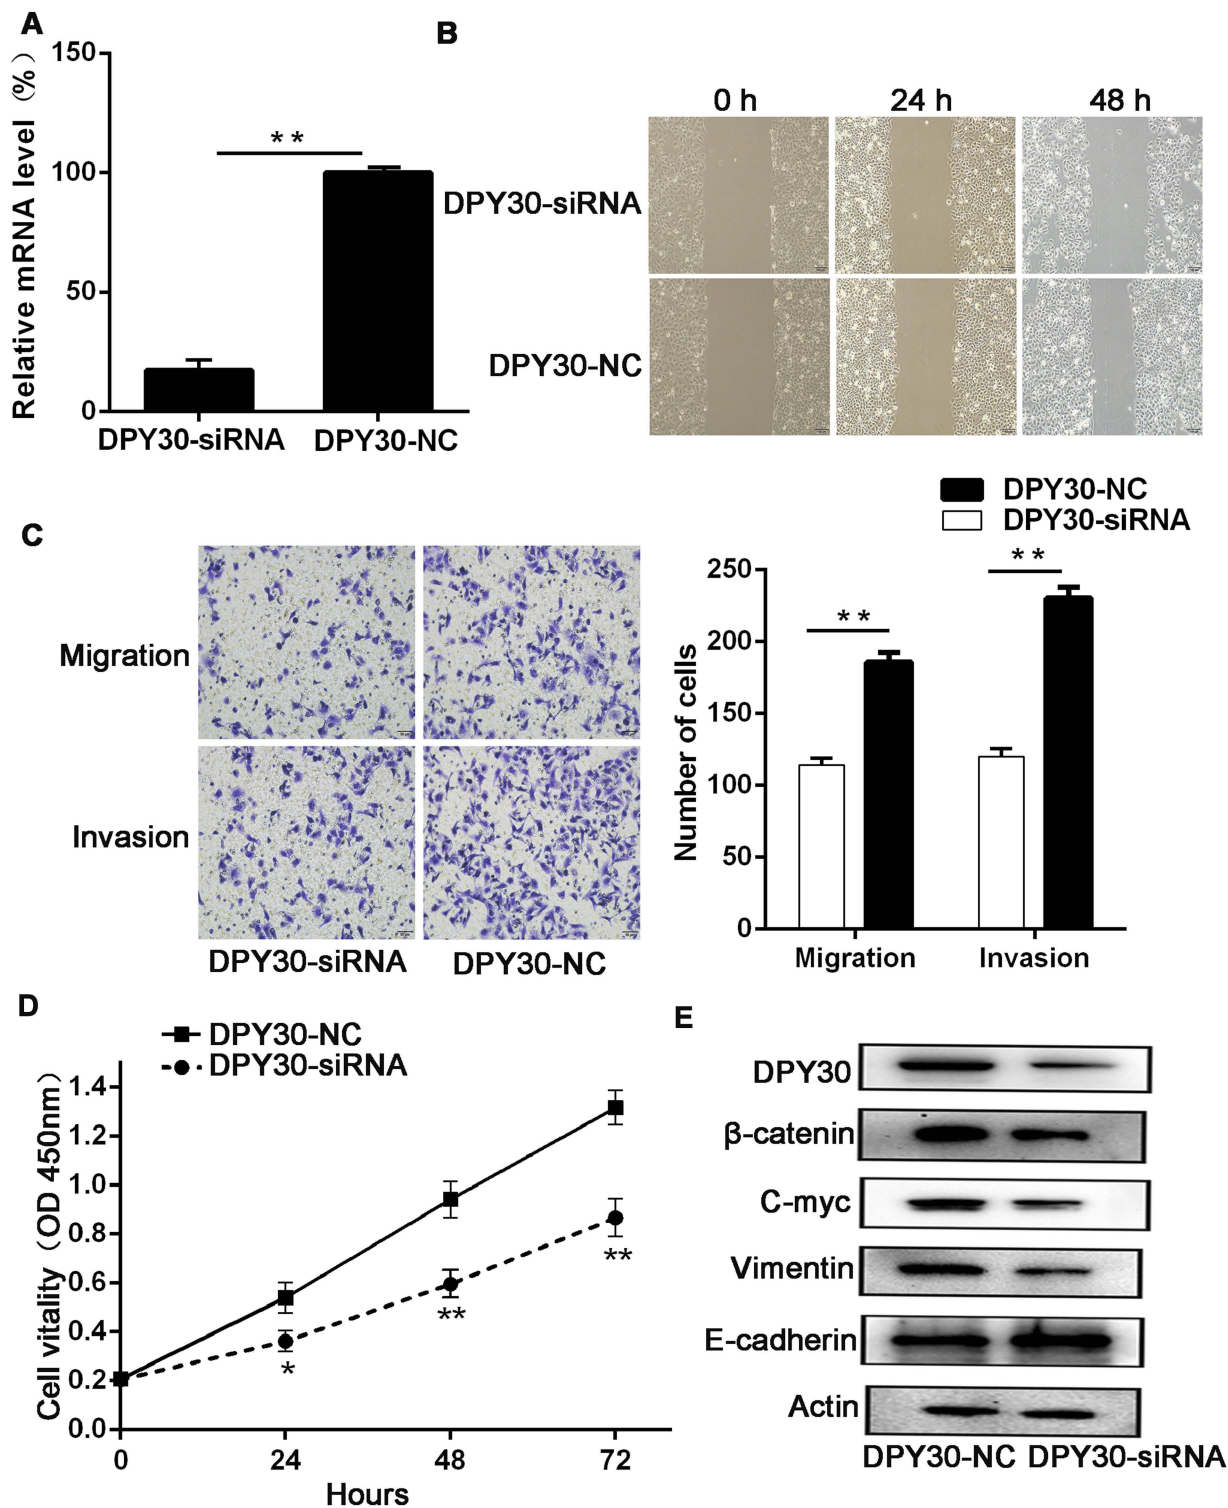 A
Relative mRNA level (%)
150
100
50
0
**
DPY30-siRNA
DPY30-NC
B
0 h
24 h
48 h
DPY30-siRNA
DPY30-NC
C
Migration
Invasion
DPY30-siRNA
DPY30-NC
DPY30-NC
DPY30-siRNA
Number of cells
250
200
150
100
50
0
**
**
Migration
Invasion
D
DPY30-NC
DPY30-siRNA
Cell vitality (OD 450nm)
1.4
1.2
1.0
0.8
0.6
0.4
0.2
0.0
*
**
**
0
24
48
72
Hours
E
DPY30
β-catenin
C-myc
Vimentin
E-cadherin
Actin
DPY30-NC
DPY30-siRNA